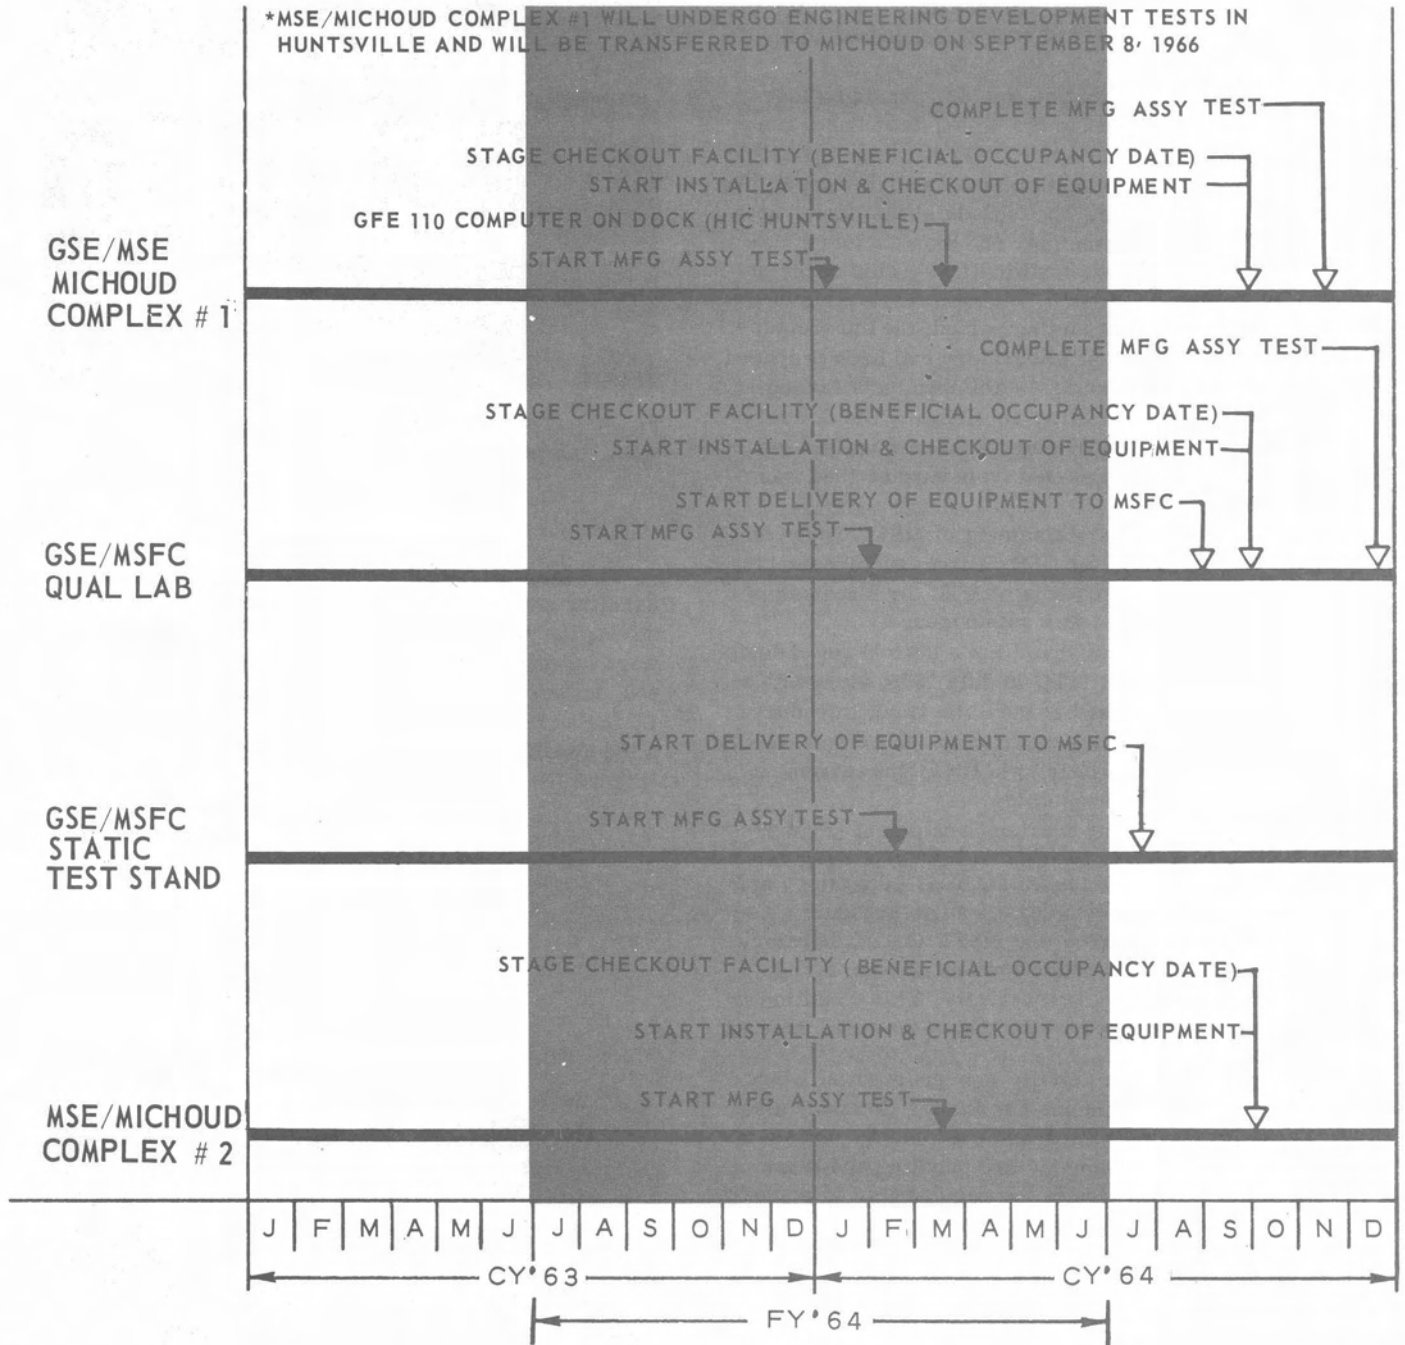 *MSE/MICHOUD COMPLEX #1 WILL UNDERGO ENGINEERING DEVELOPMENT TESTS IN
HUNTSVILLE AND WILL BE TRANSFERRED TO MICHOUD ON SEPTEMBER 8, 1966
COMPLETE MFG ASSY TEST
STAGE CHECKOUT FACILITY (BENEFICIAL OCCUPANCY DATE)
START INSTALLATION & CHECKOUT OF EQUIPMENT
GFE 110 COMPUTER ON DOCK (HIC HUNTSVILLE)
START MFG ASSY TEST
GSE/MSE
MICHOUD
COMPLEX # 1
COMPLETE MFG ASSY TEST
STAGE CHECKOUT FACILITY (BENEFICIAL OCCUPANCY DATE)
START INSTALLATION & CHECKOUT OF EQUIPMENT
START DELIVERY OF EQUIPMENT TO MSFC
START MFG ASSY TEST
GSE/MSFC
QUAL LAB
START DELIVERY OF EQUIPMENT TO MSFC
START MFG ASSY TEST
GSE/MSFC
STATIC
TEST STAND
STAGE CHECKOUT FACILITY (BENEFICIAL OCCUPANCY DATE)
START INSTALLATION & CHECKOUT OF EQUIPMENT
START MFG ASSY TEST
MSE/MICHOUD
COMPLEX # 2
J F M A M J J A S O N D J F M A M J J A S O N D
CY'63 CY'64
FY'64